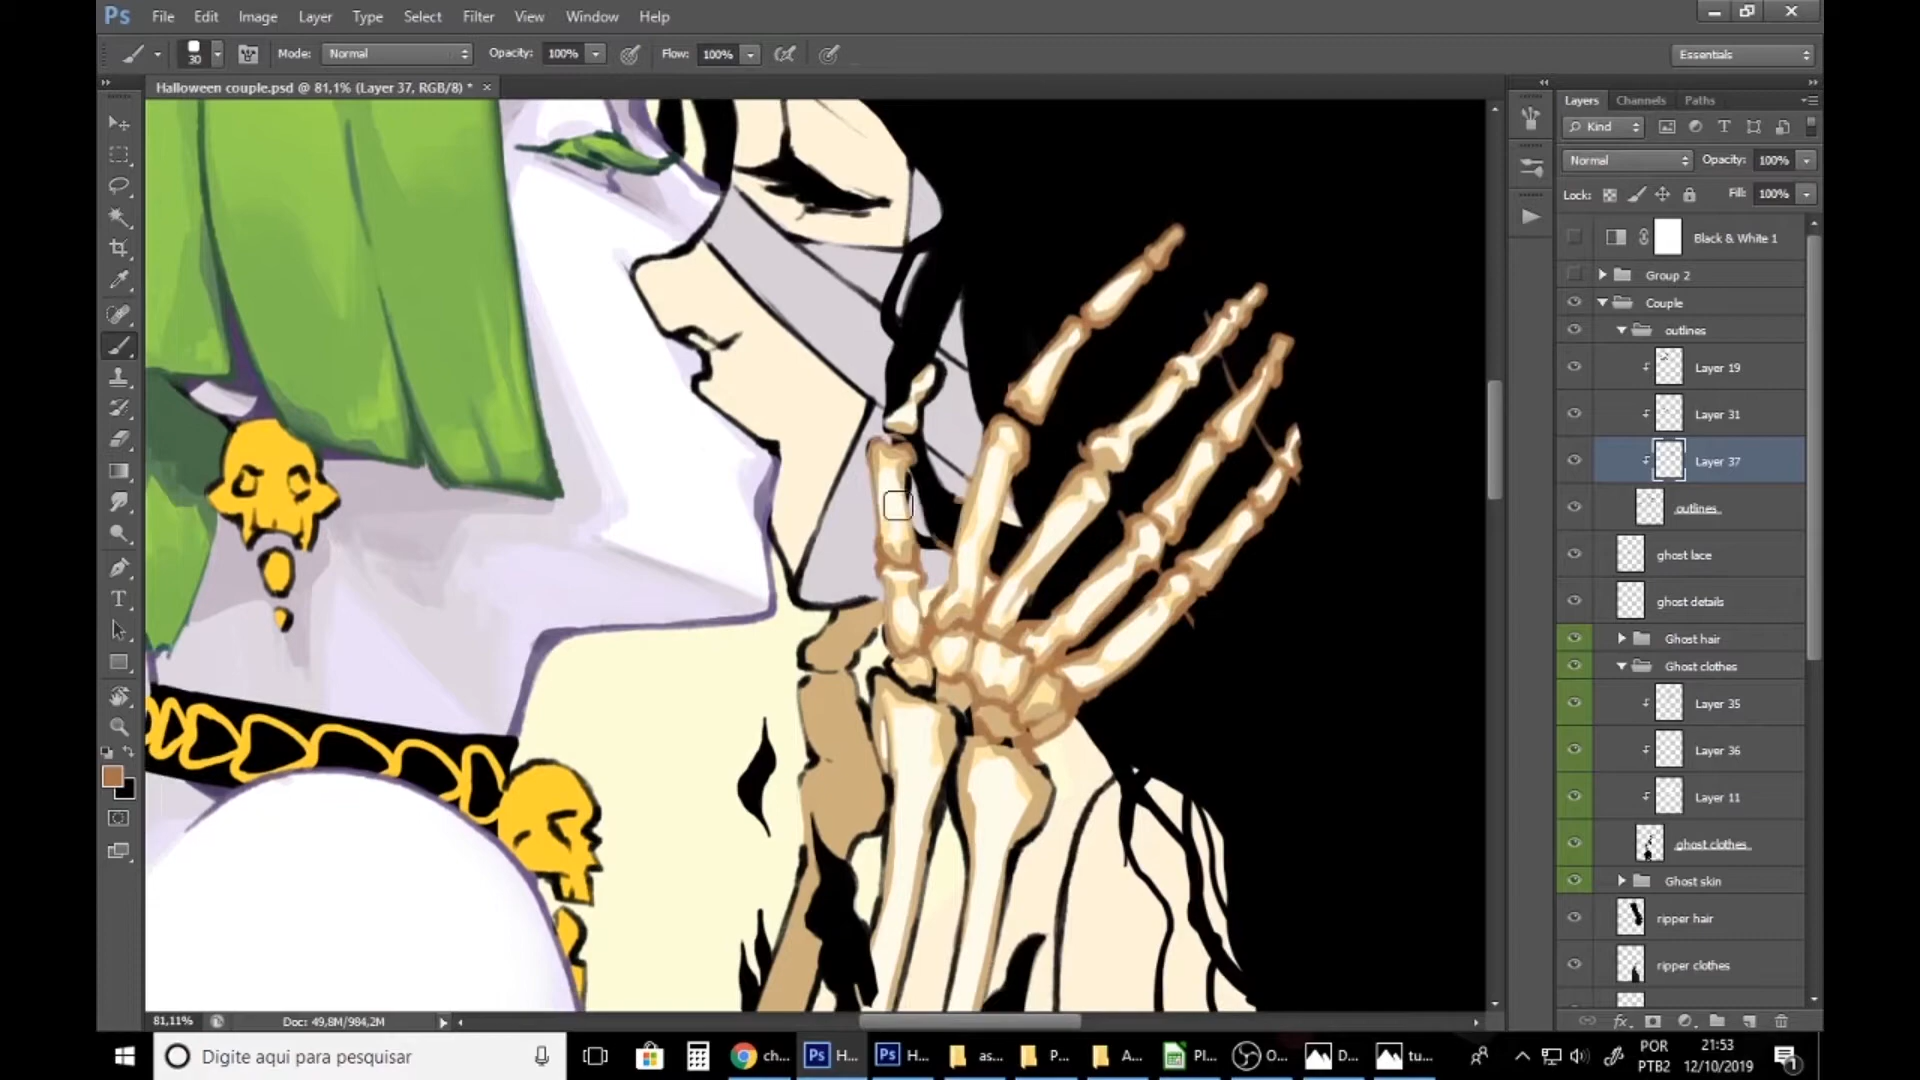 Ps File Edit Image Layer Type Select Filter View Window Help
30 Mode: Normal Opacity: 100% Flow: 100% Essentials
Halloween couple.psd @ 81,1% (Layer 37, RGB/8) * ×
Layers Channels Paths
Kind
Normal Opacity: 100%
Lock: Fill: 100%
Black & White 1
Group 2
Couple
outlines
Layer 19
Layer 31
Layer 37
outlines
ghost lace
ghost details
Ghost hair
Ghost clothes
Layer 35
Layer 36
Layer 11
ghost clothes
Ghost skin
ripper hair
ripper clothes
81,11% Doc: 49,8M/984,2M
Digite aqui para pesquisar ch... Ps H... Ps H... as... P... A... Pl... O... D... tu... POR 21:53
PTB2 12/10/2019 1